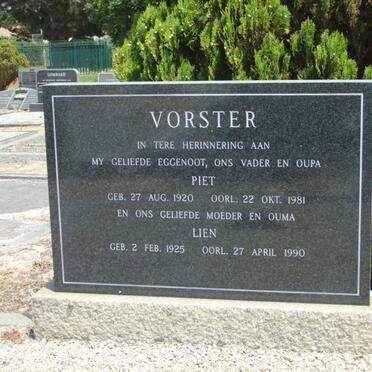 VORSTER
IN TERE HERINNERING AAN
MY GELIEFDE EGGENOOT, ONS VADER EN OUPA
PIET
GEB. 27 AUG. 1920 OORL. 22 OKT. 1981
EN ONS GELIEFDE MOEDER EN OUMA
LIEN
GEB. 2 FEB. 1925 OORL. 27 APRIL 1990